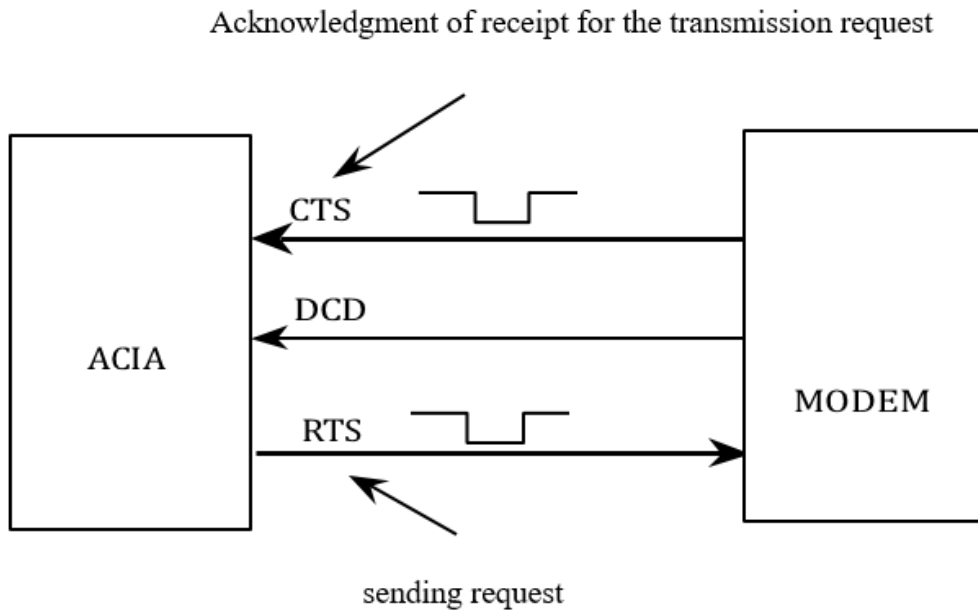 Acknowledgment of receipt for the transmission request
CTS
DCD
ACIA
MODEM
RTS
sending request